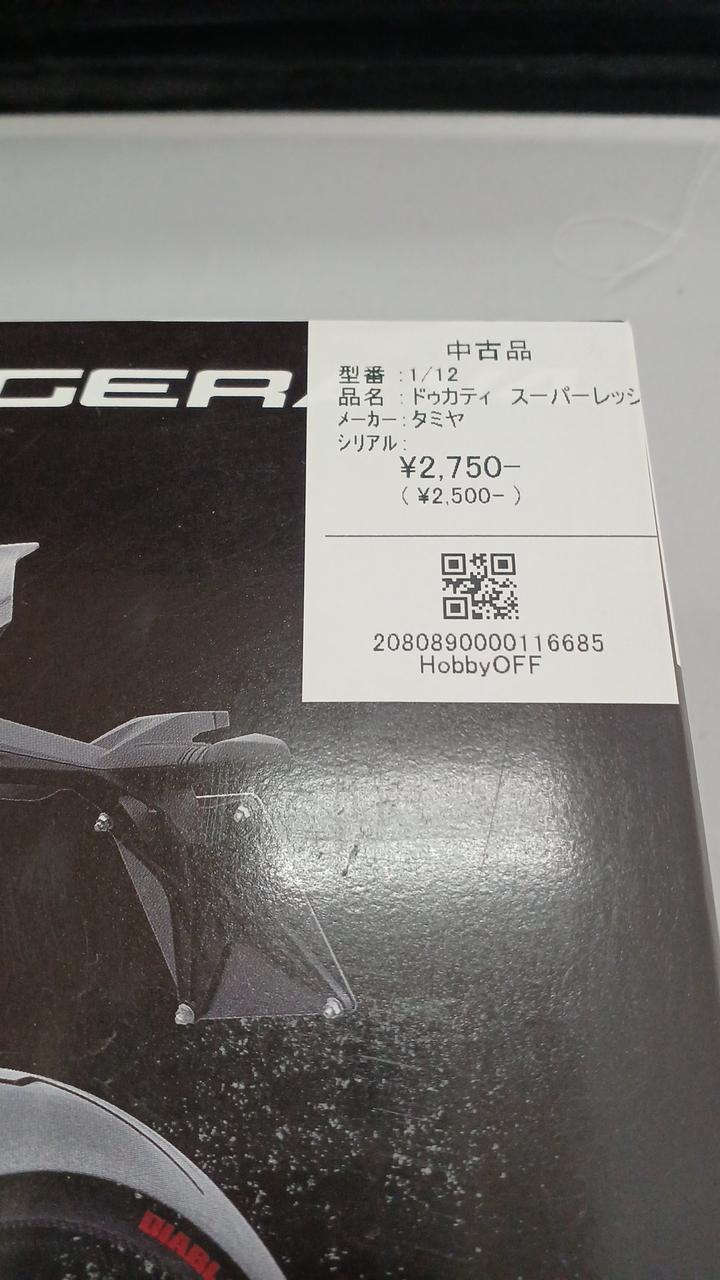 GERA
中古品
型番 :1/12
品名 :ドゥカティ スーパーレッシ
メーカー:タミヤ
シリアル:
¥2,750-
(¥2,500-)
2080890000116685
HobbyOFF
DIABL